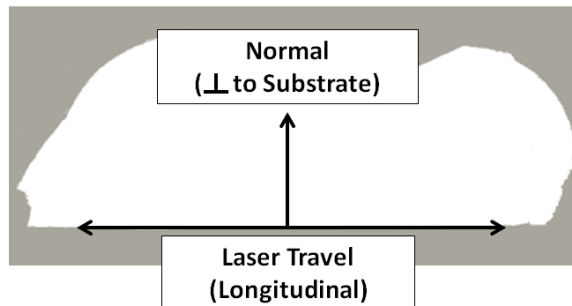 Normal
(⊥ to Substrate)
Laser Travel
(Longitudinal)